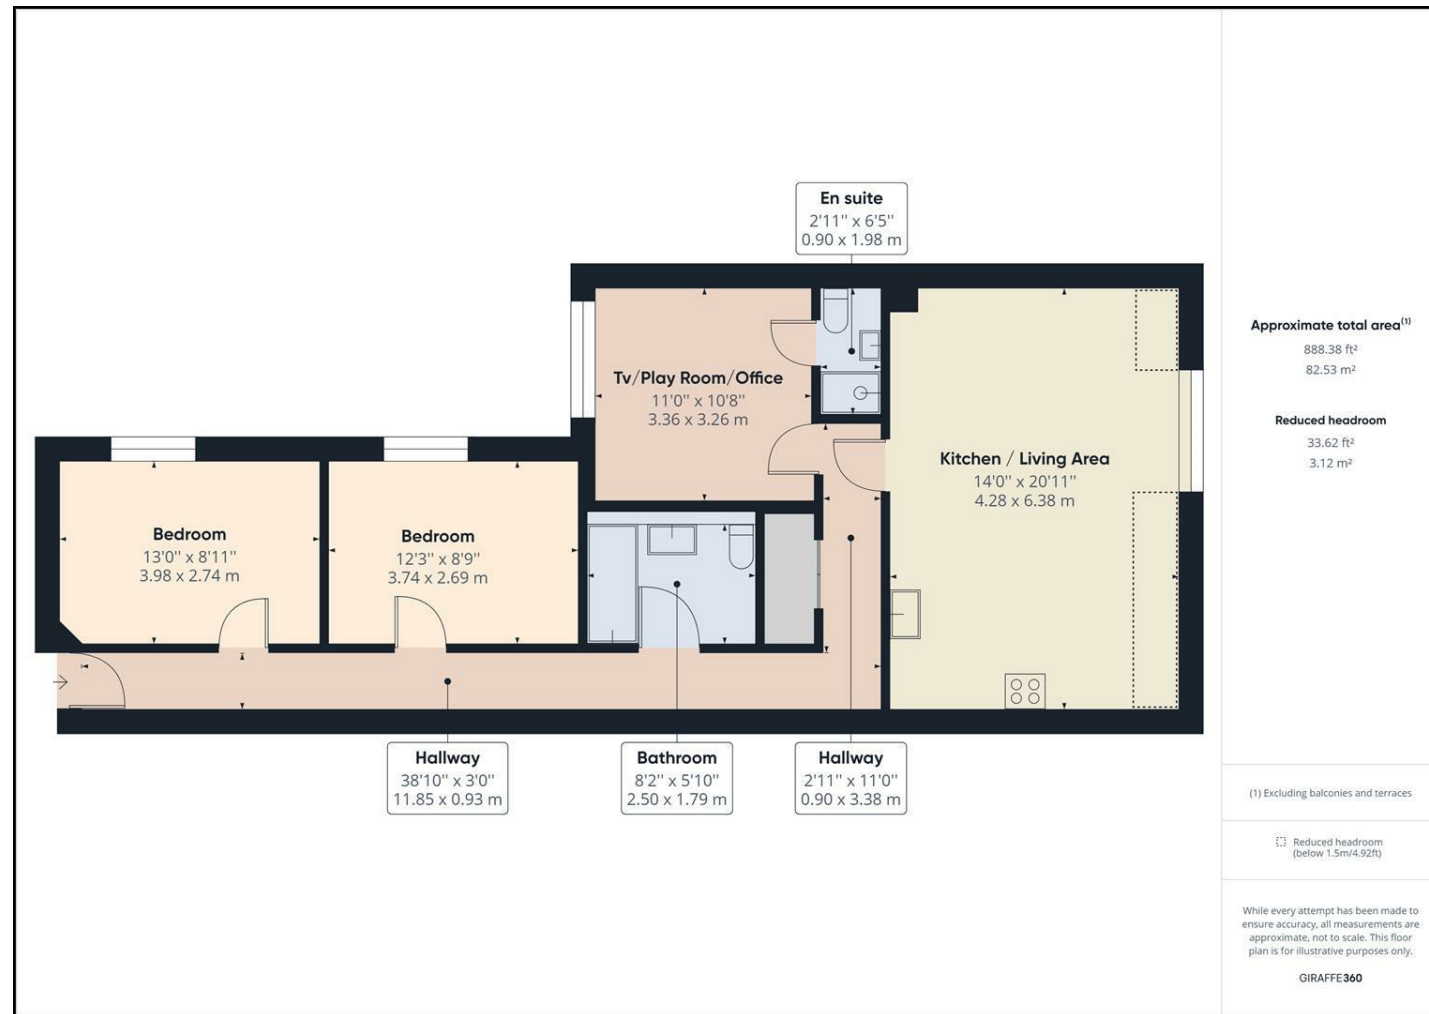 En suite
2'11" x 6'5"
0.90 x 1.98 m
Tv/Play Room/Office
11'0" x 10'8"
3.36 x 3.26 m
Kitchen / Living Area
14'0" x 20'11"
4.28 x 6.38 m
Bedroom
13'0" x 8'11"
3.98 x 2.74 m
Bedroom
12'3" x 8'9"
3.74 x 2.69 m
Hallway
38'10" x 3'0"
11.85 x 0.93 m
Bathroom
8'2" x 5'10"
2.50 x 1.79 m
Hallway
2'11" x 11'0"
0.90 x 3.38 m
Approximate total area(1)
888.38 ft²
82.53 m²
Reduced headroom
33.62 ft²
3.12 m²
(1) Excluding balconies and terraces
Reduced headroom
(below 1.5m/4.92ft)
While every attempt has been made to
ensure accuracy, all measurements are
approximate, not to scale. This floor
plan is for illustrative purposes only.
GIRAFFE360